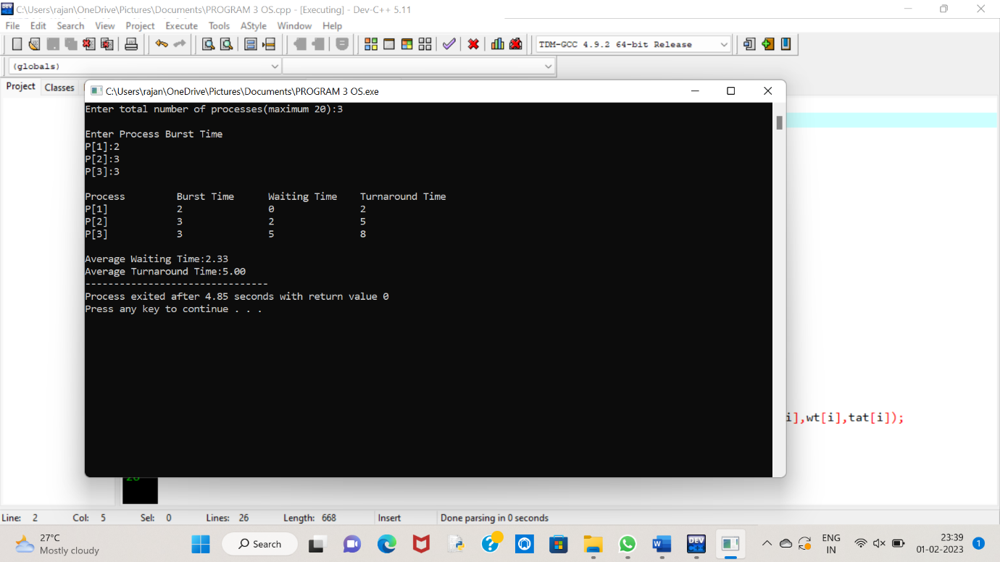 C:\Users\rajan\OneDrive\Pictures\Documents\PROGRAM 3 OS.cpp - [Executing] - Dev-C++ 5.11
File Edit Search View Project Execute Tools AStyle Window Help
TDM-GCC 4.9.2 64-bit Release
(globals)
Project Classes
C:\Users\rajan\OneDrive\Pictures\Documents\PROGRAM 3 OS.exe
Enter total number of processes(maximum 20):3
Enter Process Burst Time
P[1]:2
P[2]:3
P[3]:3
Process Burst Time Waiting Time Turnaround Time
P[1] 2 0 2
P[2] 3 2 5
P[3] 3 5 8
Average Waiting Time:2.33
Average Turnaround Time:5.00
--------------------------------
Process exited after 4.85 seconds with return value 0
Press any key to continue . . .
i],wt[i],tat[i]);
Line: 2 Col: 5 Sel: 0 Lines: 26 Length: 668 Insert Done parsing in 0 seconds
27°C
Mostly cloudy
Search
DEV
ENG
IN
23:39
01-02-2023
1